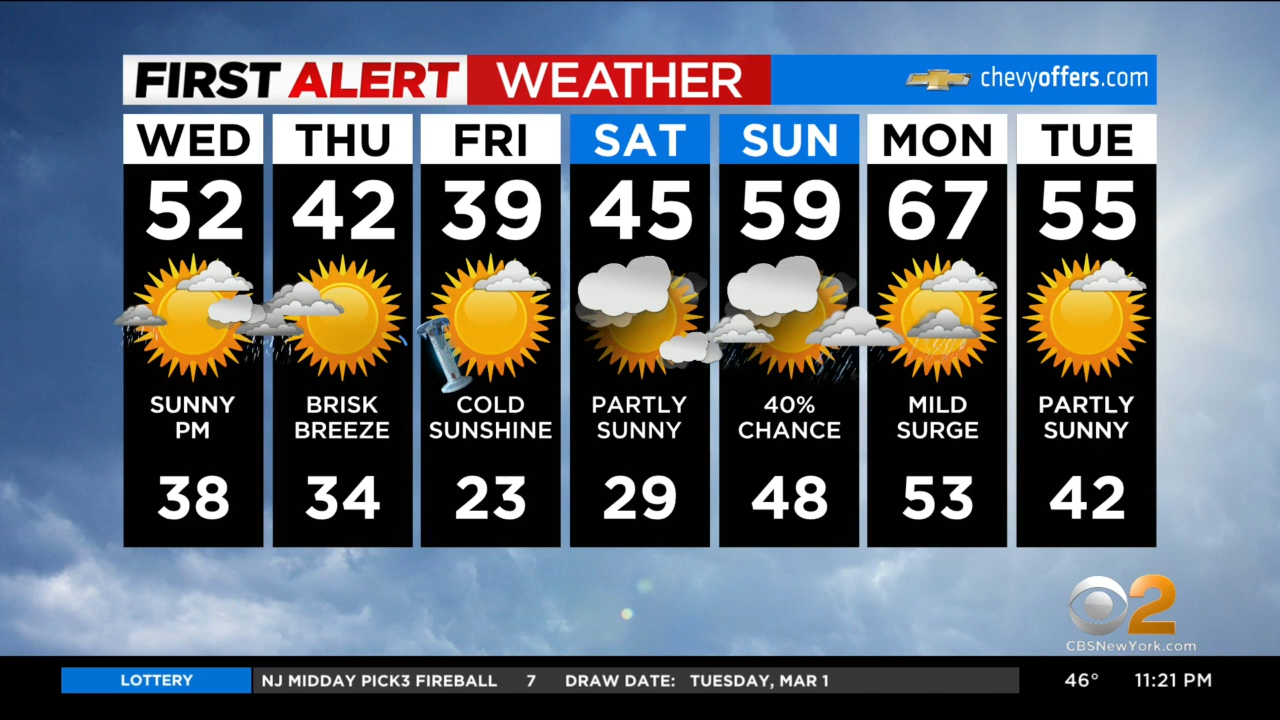 FIRST ALERT WEATHER
chevyoffers.com
WED THU FRI SAT SUN MON TUE
52 42 39 45 59 67 55
SUNNY PM
BRISK BREEZE
COLD SUNSHINE
PARTLY SUNNY
40% CHANCE
MILD SURGE
PARTLY SUNNY
38 34 23 29 48 53 42
2
CBSNewYork.com
LOTTERY NJ MIDDAY PICK3 FIREBALL 7 DRAW DATE: TUESDAY, MAR 1 46° 11:21 PM